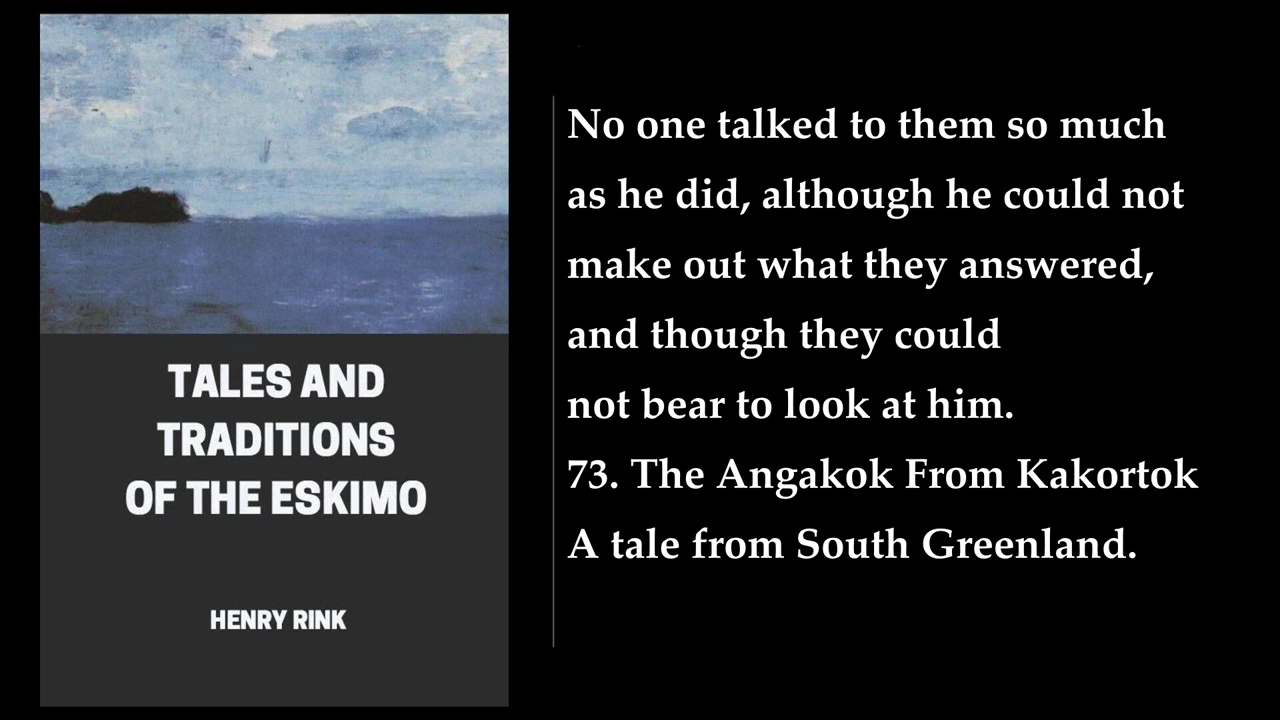 TALES AND
TRADITIONS
OF THE ESKIMO
HENRY RINK
No one talked to them so much
as he did, although he could not
make out what they answered,
and though they could
not bear to look at him.
73. The Angakok From Kakortok
A tale from South Greenland.